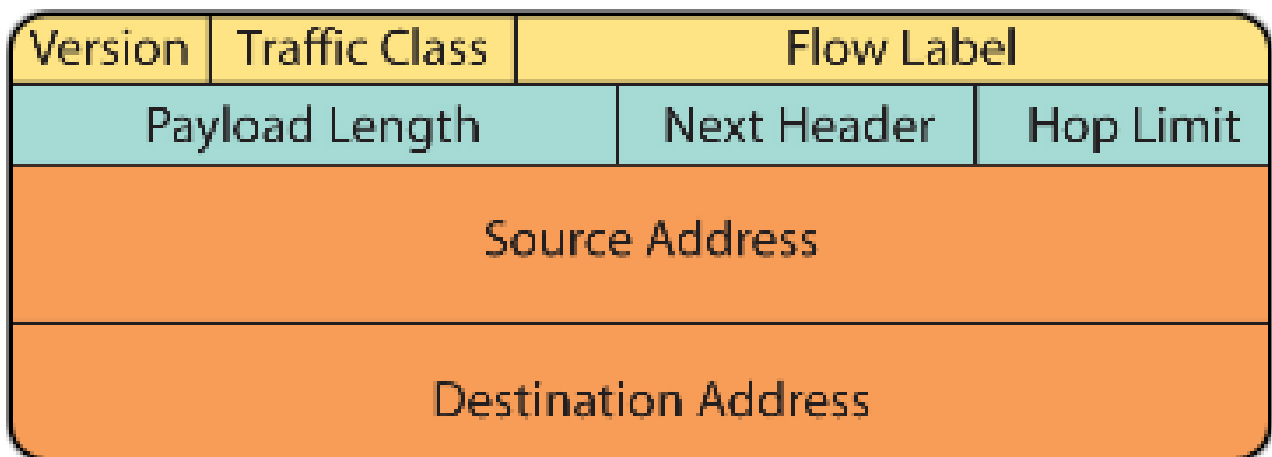 Version Traffic Class Flow Label
Payload Length Next Header Hop Limit
Source Address
Destination Address